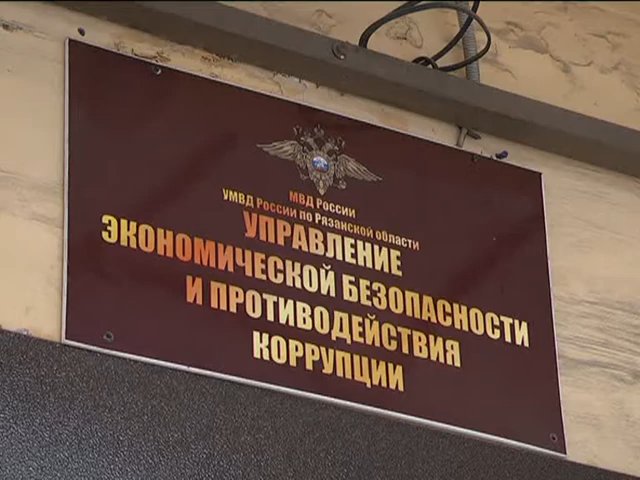 МВД России
УМВД России по Рязанской области
УПРАВЛЕНИЕ
ЭКОНОМИЧЕСКОЙ БЕЗОПАСНОСТИ
И ПРОТИВОДЕЙСТВИЯ
КОРРУПЦИИ